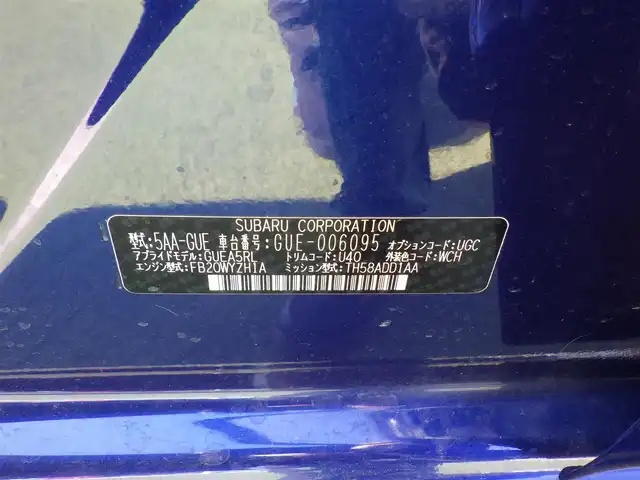 SUBARU CORPORATION
型式:5AA-GUE 車台番号:GUE-006095 オプションコード:UGC
アプライドモデル:GUEA5RL トリムコード:U40 外装色コード:WCH
エンジン型式:FB20WYZH1A ミッション型式:TH58ADD1AA